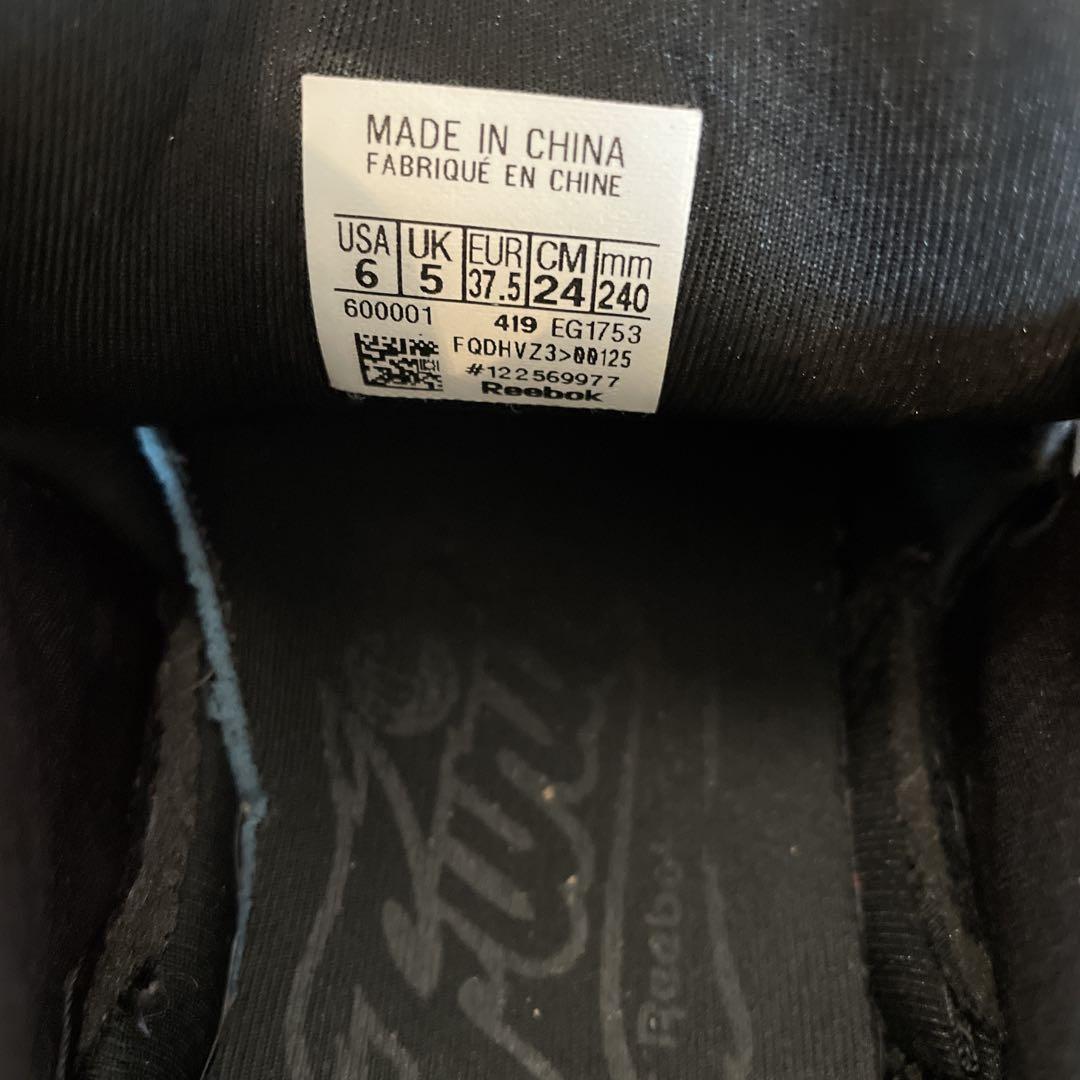 MADE IN CHINA
FABRIQUÉ EN CHINE
USA UK EUR CM mm
6 5 37.5 24 240
600001 419 EG1753
FQDHVZ3>00125
#122569977
Reebok
Reebok